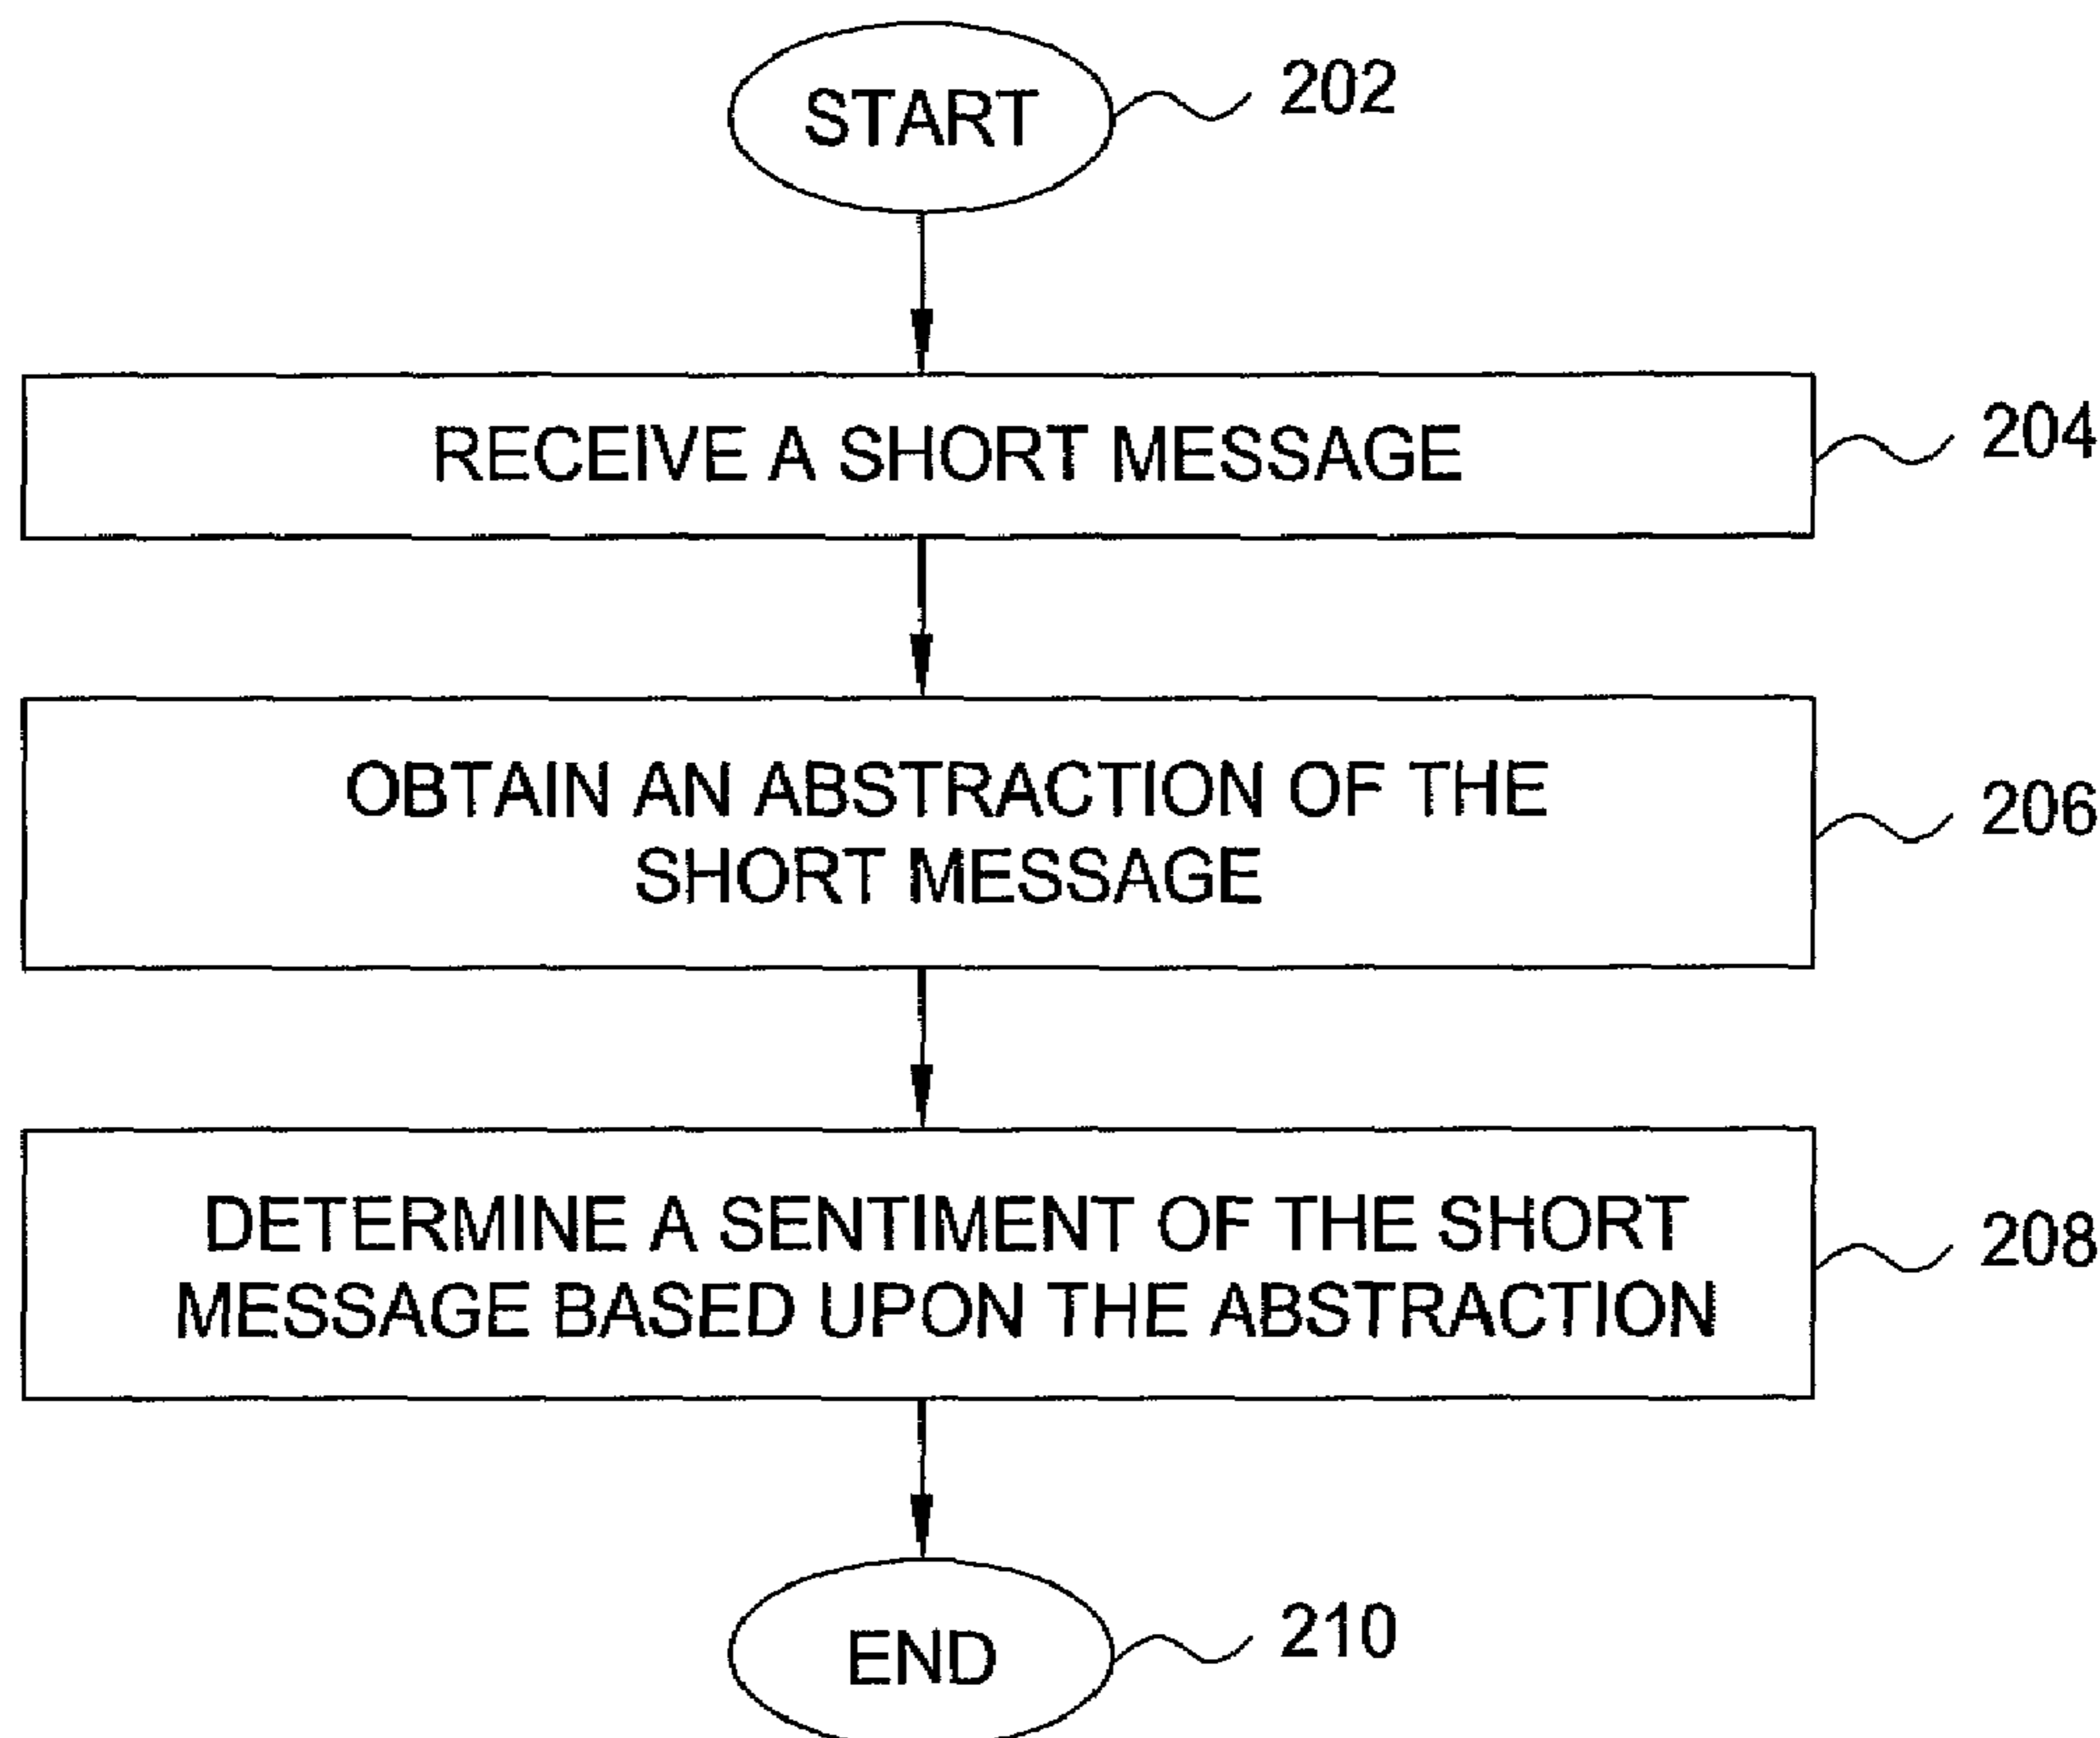 START
202
RECEIVE A SHORT MESSAGE
204
OBTAIN AN ABSTRACTION OF THE
SHORT MESSAGE
206
DETERMINE A SENTIMENT OF THE SHORT
MESSAGE BASED UPON THE ABSTRACTION
208
END
210